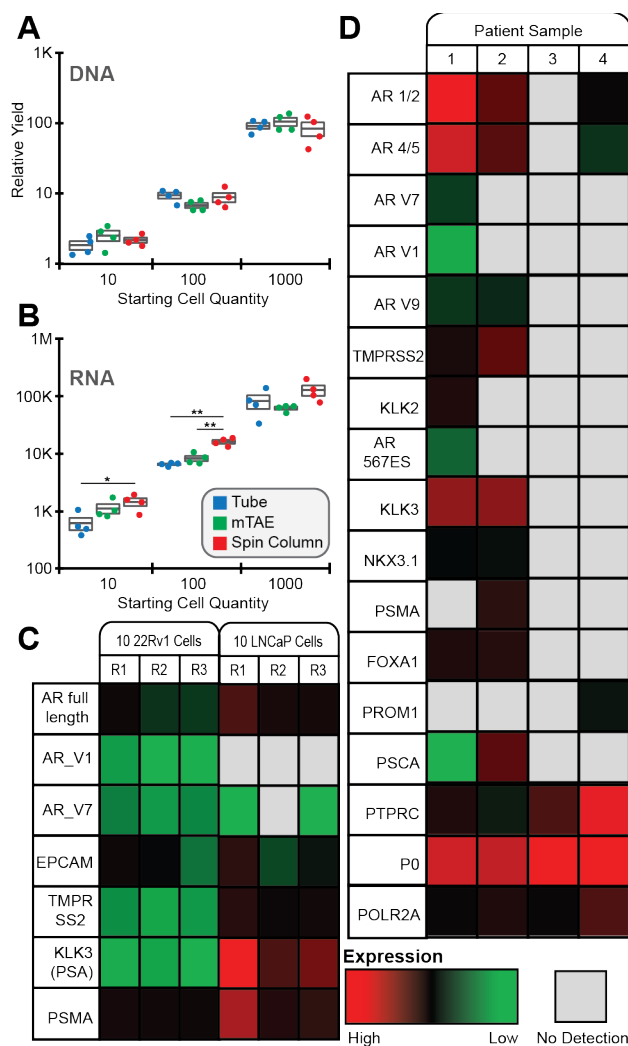 A
DNA
Relative Yield
1K
100
10
1
10
100
1000
Starting Cell Quantity
B
RNA
1M
100K
10K
1K
100
**
**
*
Tube
mTAE
Spin Column
10
100
1000
Starting Cell Quantity
C
10 22Rv1 Cells
10 LNCaP Cells
R1
R2
R3
R1
R2
R3
AR full
length
AR_V1
AR_V7
EPCAM
TMPR
SS2
KLK3
(PSA)
PSMA
D
Patient Sample
1
2
3
4
AR 1/2
AR 4/5
AR V7
AR V1
AR V9
TMPRSS2
KLK2
AR
567ES
KLK3
NKX3.1
PSMA
FOXA1
PROM1
PSCA
PTPRC
P0
POLR2A
Expression
High
Low
No Detection